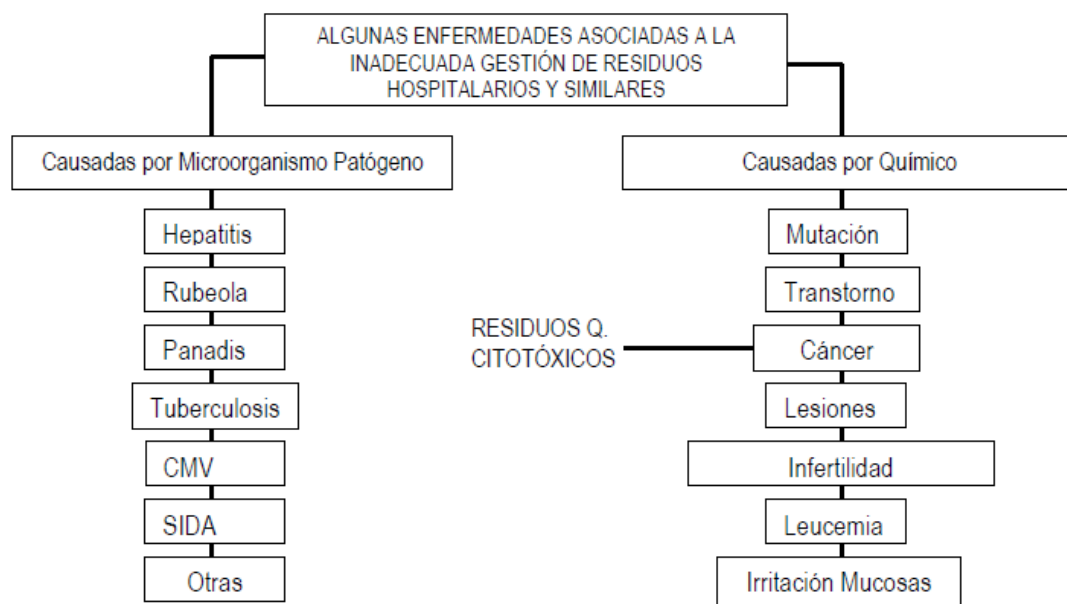 ALGUNAS ENFERMEDADES ASOCIADAS A LA
INADECUADA GESTIÓN DE RESIDUOS
HOSPITALARIOS Y SIMILARES
Causadas por Microorganismo Patógeno
Hepatitis
Rubeola
Panadis
Tuberculosis
CMV
SIDA
Otras
Causadas por Químico
Mutación
Transtorno
RESIDUOS Q.
CITOTÓXICOS
Cáncer
Lesiones
Infertilidad
Leucemia
Irritación Mucosas